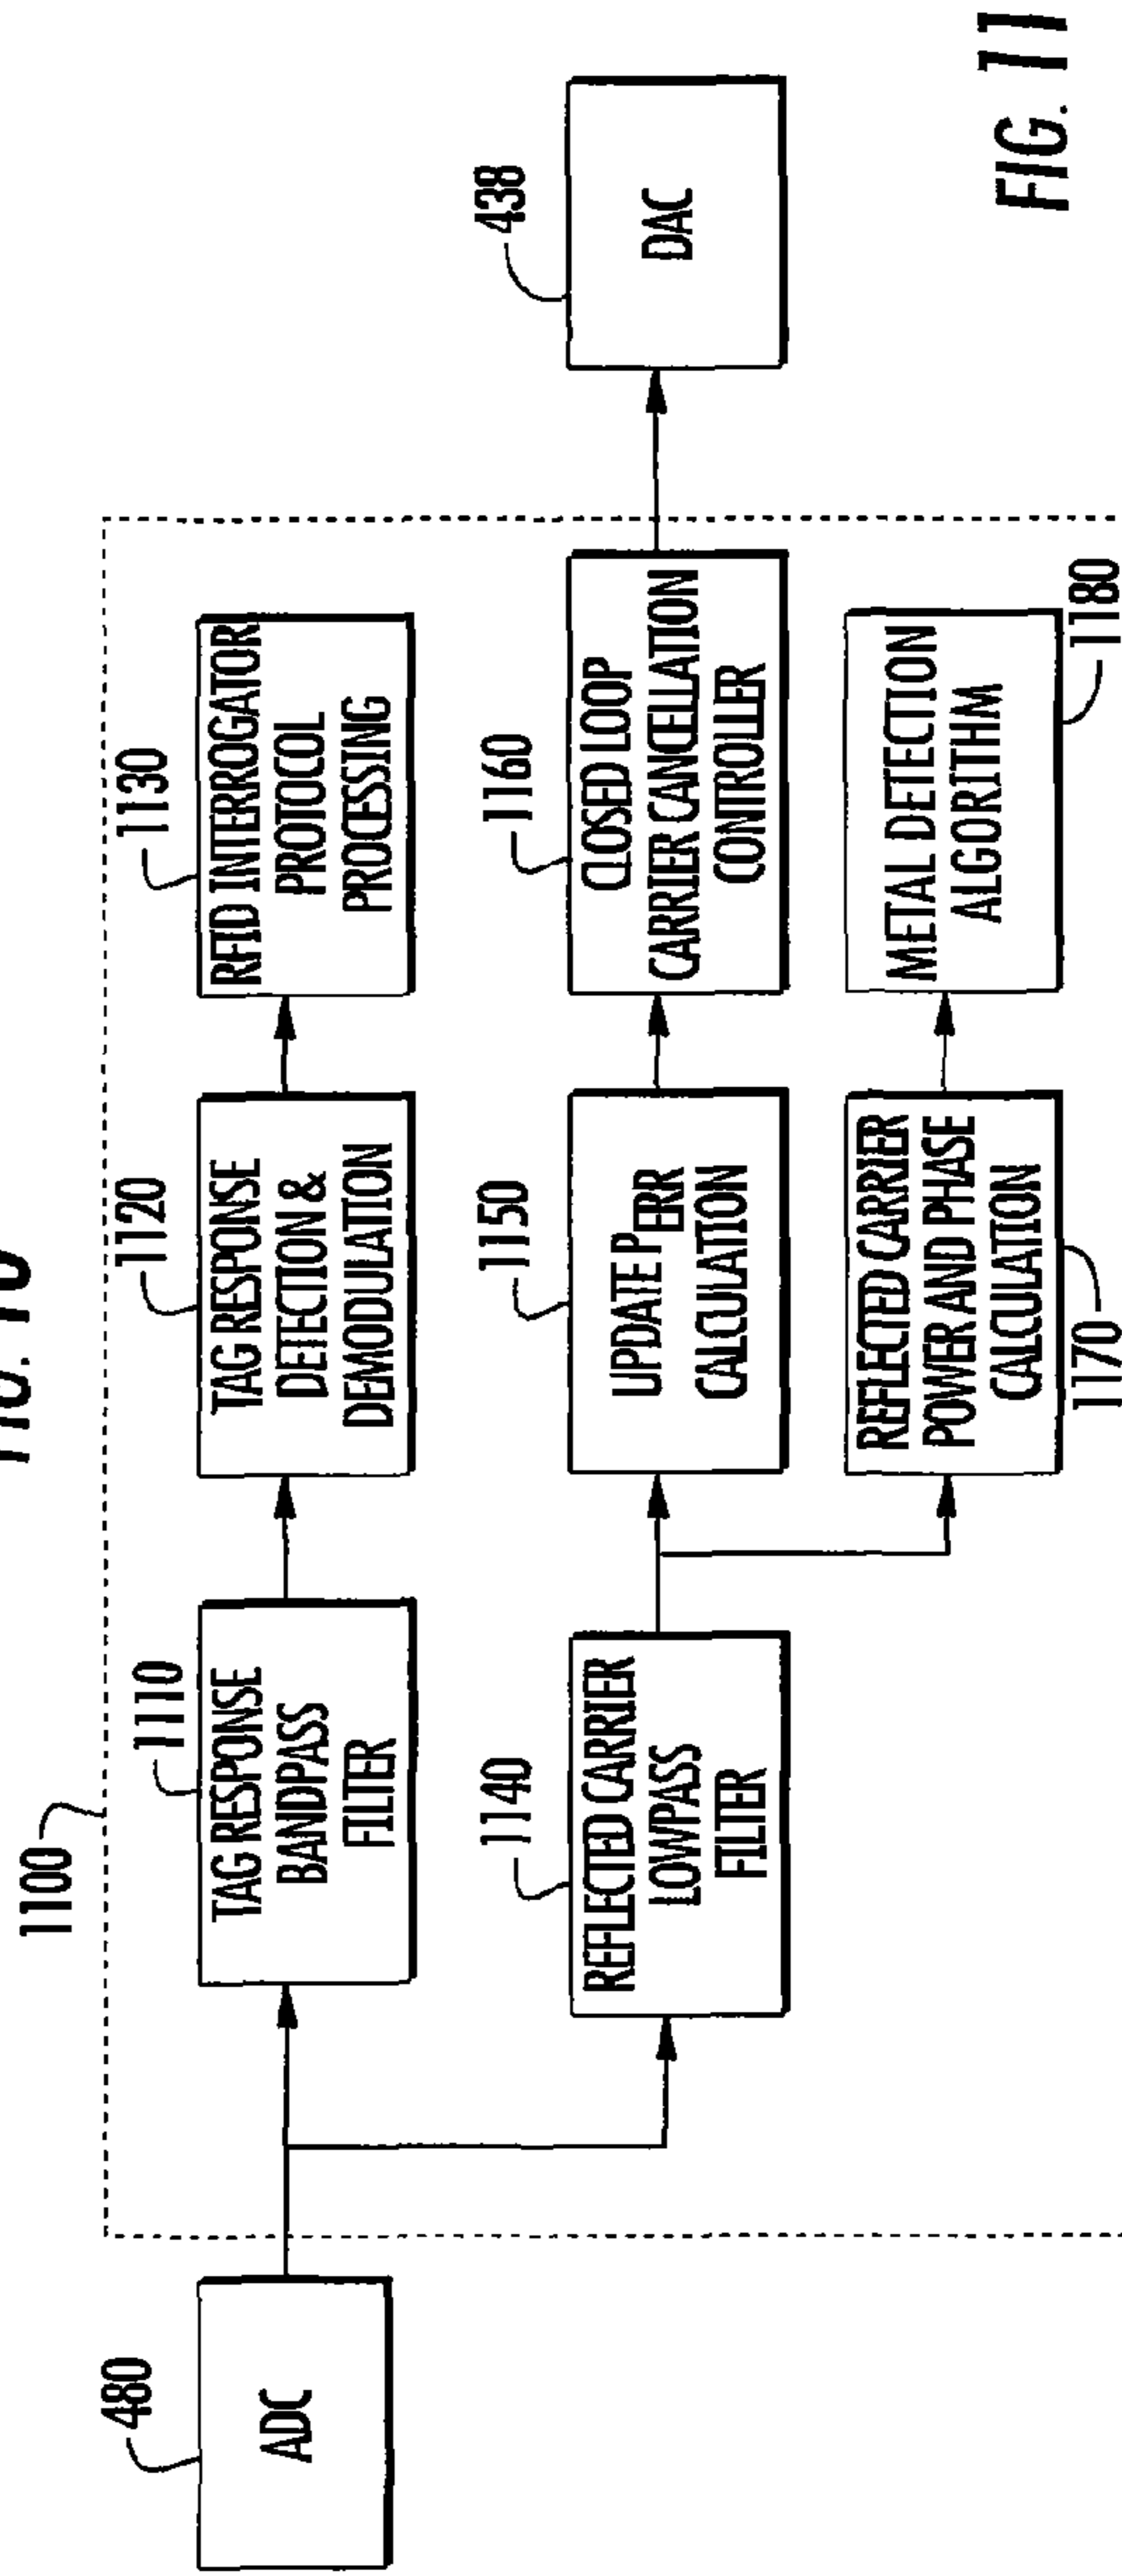 FIG. 10
1100
480
ADC
1110
TAG RESPONSE
BANDPASS
FILTER
1120
TAG RESPONSE
DETECTION &
DEMODULATION
1130
RFID INTERROGATOR
PROTOCOL
PROCESSING
1140
REFLECTED CARRIER
LOWPASS
FILTER
1150
UPDATE PERR
CALCULATION
1160
CLOSED LOOP
CARRIER CANCELLATION
CONTROLLER
438
DAC
REFLECTED CARRIER
POWER AND PHASE
CALCULATION
1170
METAL DETECTION
ALGORITHM
1180
FIG. 11